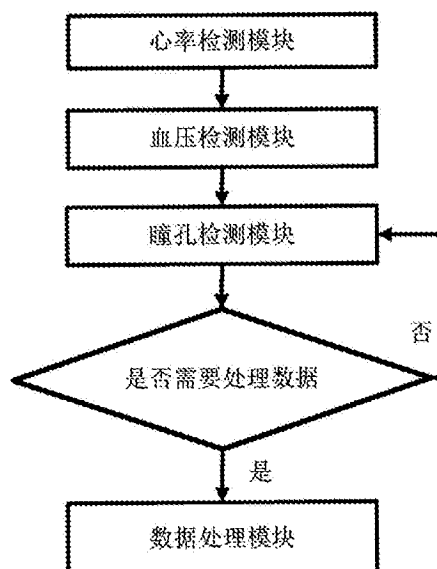 心率检测模块
血压检测模块
瞳孔检测模块
否
是否需要处理数据
是
数据处理模块